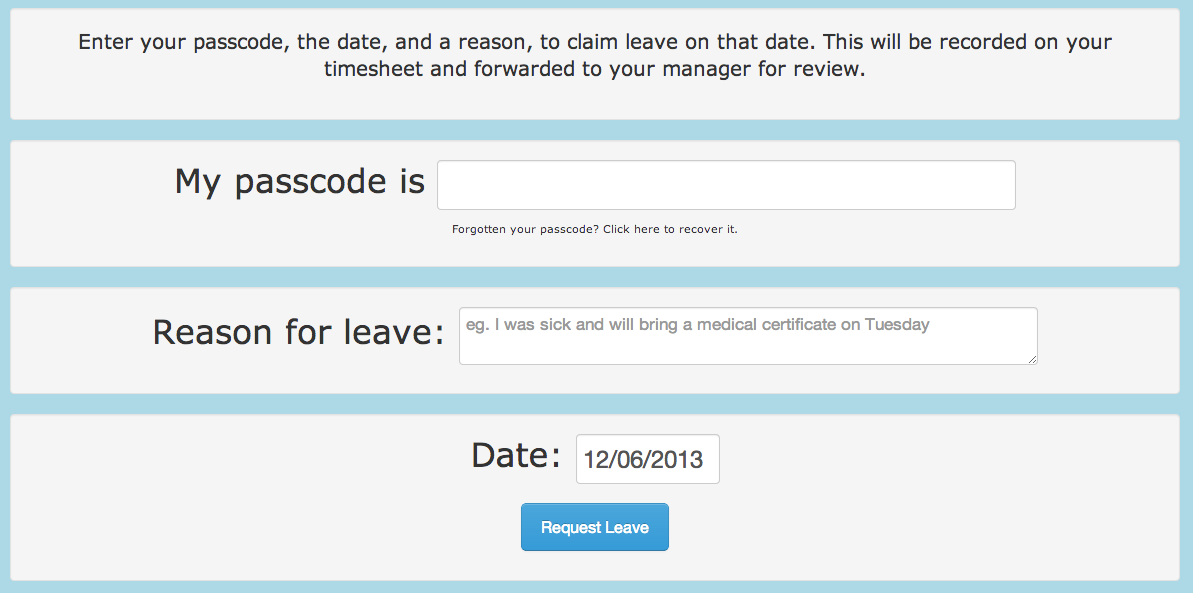 Enter your passcode, the date, and a reason, to claim leave on that date. This will be recorded on your
timesheet and forwarded to your manager for review.
My passcode is
Forgotten your passcode? Click here to recover it.
Reason for leave:
eg. I was sick and will bring a medical certificate on Tuesday
Date:
12/06/2013
Request Leave